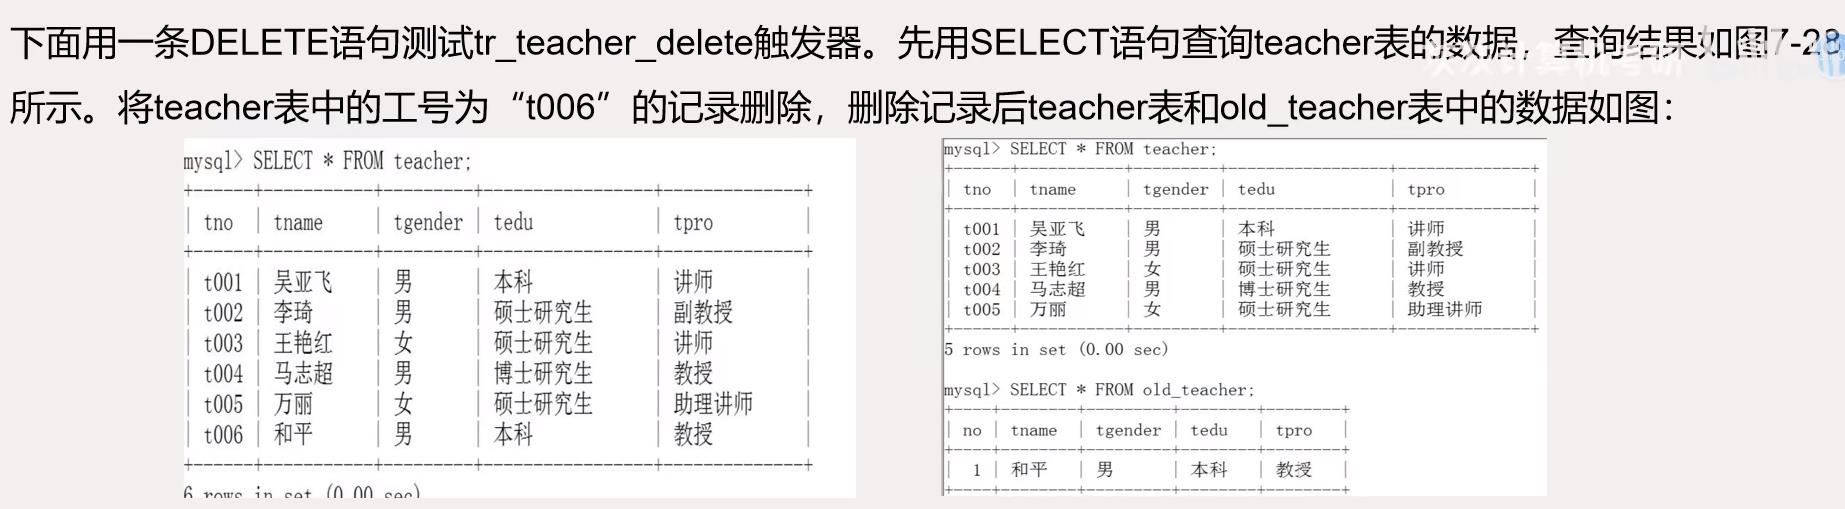 下面用一条DELETE语句测试tr_teacher_delete触发器。先用SELECT语句查询teacher表的数据，查询结果如图7-28
所示。将teacher表中的工号为“t006”的记录删除，删除记录后teacher表和old_teacher表中的数据如图：
mysql> SELECT * FROM teacher;
| tno | tname | tgender | tedu | tpro |
| t001 | 吴亚飞 | 男 | 本科 | 讲师 |
| t002 | 李琦 | 男 | 硕士研究生 | 副教授 |
| t003 | 王艳红 | 女 | 硕士研究生 | 讲师 |
| t004 | 马志超 | 男 | 博士研究生 | 教授 |
| t005 | 万丽 | 女 | 硕士研究生 | 助理讲师 |
| t006 | 和平 | 男 | 本科 | 教授 |
6 rows in set (0.00 sec)
mysql> SELECT * FROM teacher;
| tno | tname | tgender | tedu | tpro |
| t001 | 吴亚飞 | 男 | 本科 | 讲师 |
| t002 | 李琦 | 男 | 硕士研究生 | 副教授 |
| t003 | 王艳红 | 女 | 硕士研究生 | 讲师 |
| t004 | 马志超 | 男 | 博士研究生 | 教授 |
| t005 | 万丽 | 女 | 硕士研究生 | 助理讲师 |
5 rows in set (0.00 sec)
mysql> SELECT * FROM old_teacher;
| no | tname | tgender | tedu | tpro |
| 1 | 和平 | 男 | 本科 | 教授 |